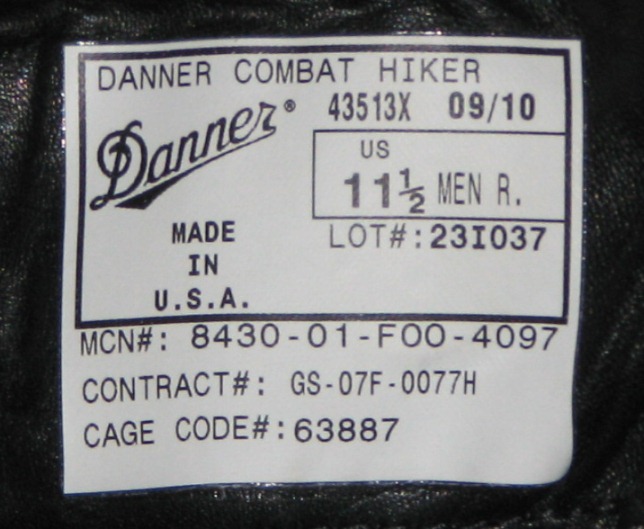 DANNER COMBAT HIKER
Danner® 43513X 09/10
US
11½ MEN R.
MADE
IN
U.S.A.
LOT#:23I037
MCN#: 8430-01-F00-4097
CONTRACT#: GS-07F-0077H
CAGE CODE#:63887